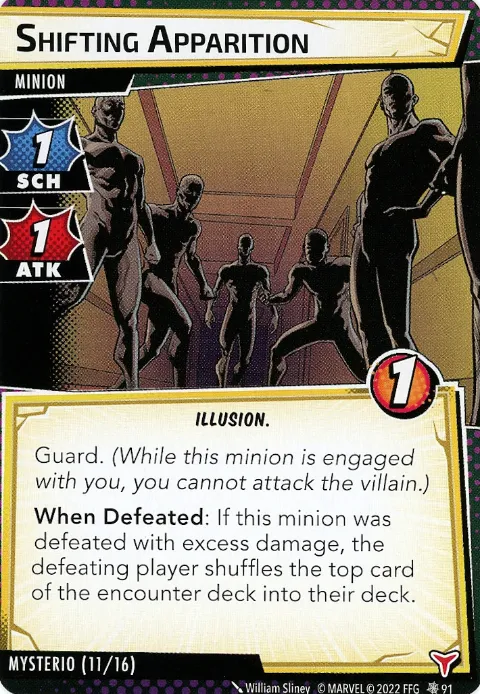 SHIFTING APPARITION
MINION
1
SCH
1
ATK
1
ILLUSION.
Guard. (While this minion is engaged
with you, you cannot attack the villain.)
When Defeated: If this minion was
defeated with excess damage, the
defeating player shuffles the top card
of the encounter deck into their deck.
MYSTERIO (11/16)
William Sliney © MARVEL © 2022 FFG 91